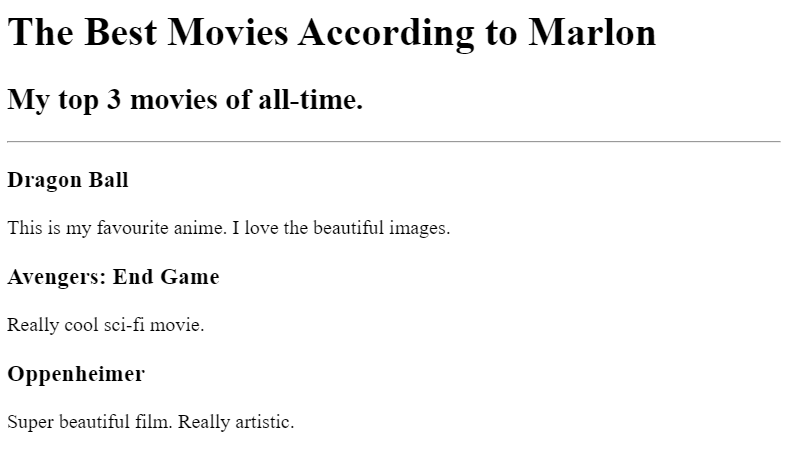 The Best Movies According to Marlon
My top 3 movies of all-time.
Dragon Ball
This is my favourite anime. I love the beautiful images.
Avengers: End Game
Really cool sci-fi movie.
Oppenheimer
Super beautiful film. Really artistic.